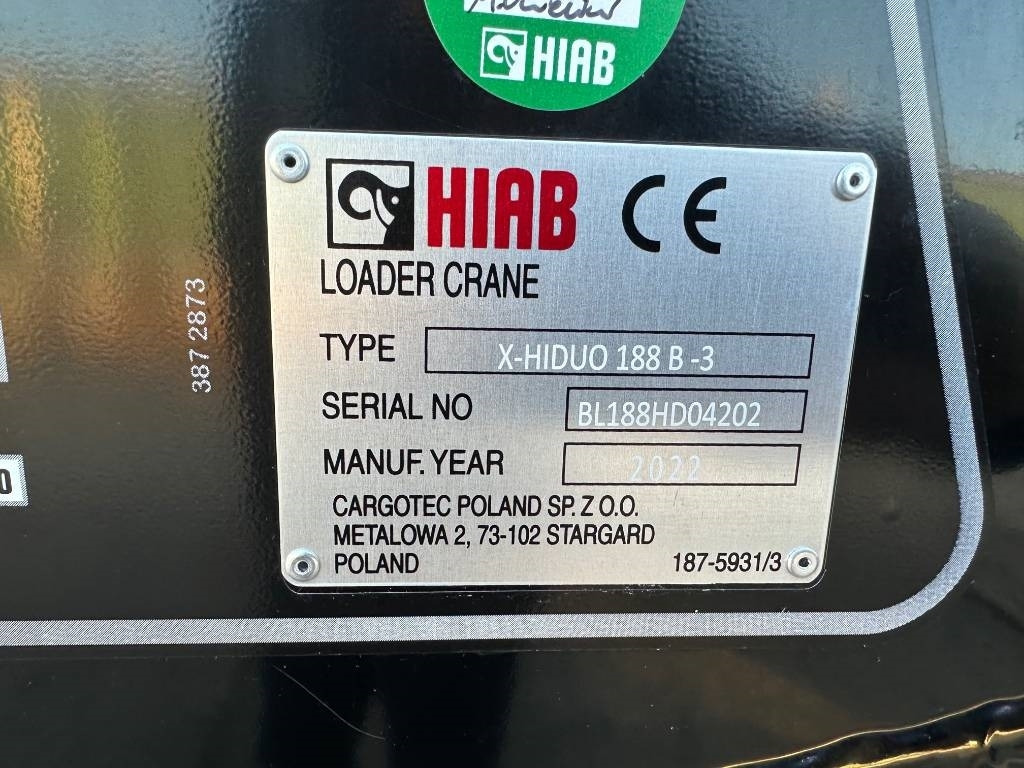 HIAB
HIAB CE
LOADER CRANE
TYPE X-HIDUO 188 B -3
SERIAL NO BL188HD04202
MANUF. YEAR 2022
CARGOTEC POLAND SP. Z O.O.
METALOWA 2, 73-102 STARGARD
POLAND 187-5931/3
387 2873
0